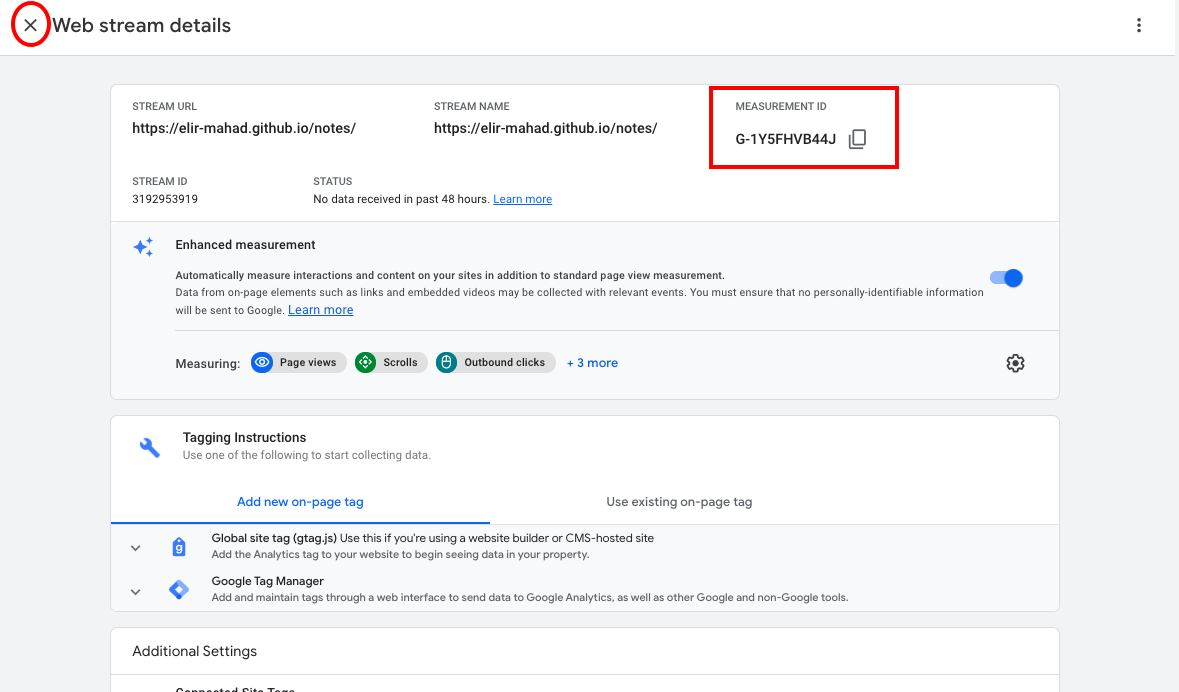 Web stream details
STREAM URL
STREAM NAME
MEASUREMENT ID
https://elir-mahad.github.io/notes/
https://elir-mahad.github.io/notes/
G-1Y5FHVB44J
STREAM ID
STATUS
3192953919
No data received in past 48 hours. Learn more
Enhanced measurement
Automatically measure interactions and content on your sites in addition to standard page view measurement.
Data from on-page elements such as links and embedded videos may be collected with relevant events. You must ensure that no personally-identifiable information
will be sent to Google. Learn more
Measuring:
Page views
Scrolls
Outbound clicks
+ 3 more
Tagging Instructions
Use one of the following to start collecting data.
Add new on-page tag
Use existing on-page tag
g
Global site tag (gtag.js) Use this if you're using a website builder or CMS-hosted site
Add the Analytics tag to your website to begin seeing data in your property.
Google Tag Manager
Add and maintain tags through a web interface to send data to Google Analytics, as well as other Google and non-Google tools.
Additional Settings
Connected Site Tags